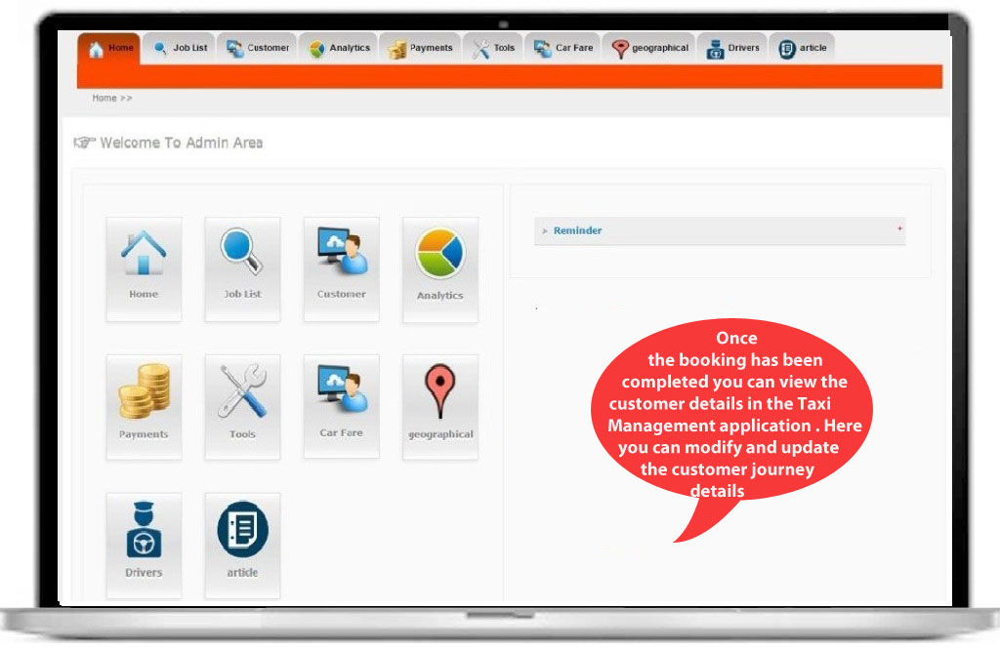 Home Job List Customer Analytics Payments Tools Car Fare geographical Drivers article
Home >>
Welcome To Admin Area
Home Job List Customer Analytics
Payments Tools Car Fare geographical
Drivers article
> Reminder +
Once
the booking has been
completed you can view the
customer details in the Taxi
Management application . Here
you can modify and update
the customer journey
details